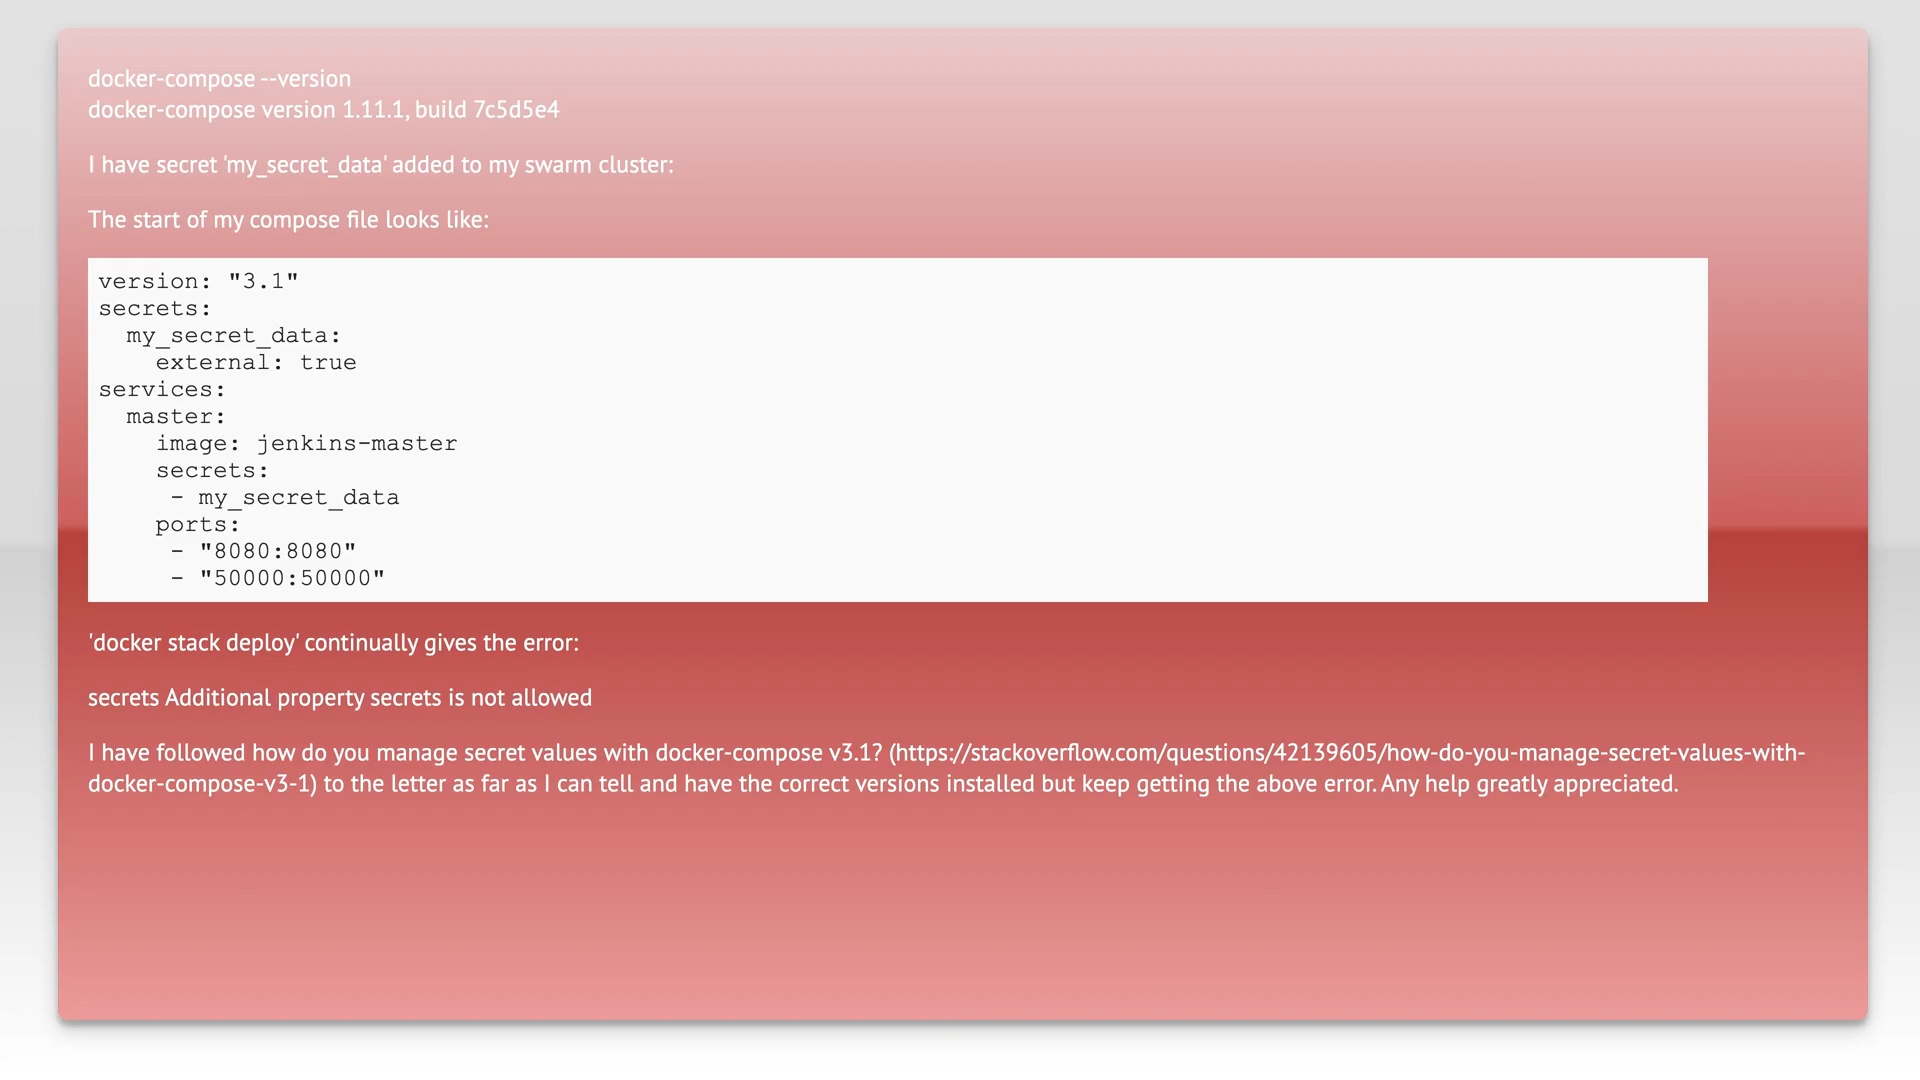 docker-compose --version
docker-compose version 1.11.1, build 7c5d5e4
I have secret 'my_secret_data' added to my swarm cluster:
The start of my compose file looks like:
version: "3.1"
secrets:
  my_secret_data:
    external: true
services:
  master:
    image: jenkins-master
    secrets:
     - my_secret_data
    ports:
     - "8080:8080"
     - "50000:50000"
'docker stack deploy' continually gives the error:
secrets Additional property secrets is not allowed
I have followed how do you manage secret values with docker-compose v3.1? (https://stackoverflow.com/questions/42139605/how-do-you-manage-secret-values-with-
docker-compose-v3-1) to the letter as far as I can tell and have the correct versions installed but keep getting the above error. Any help greatly appreciated.